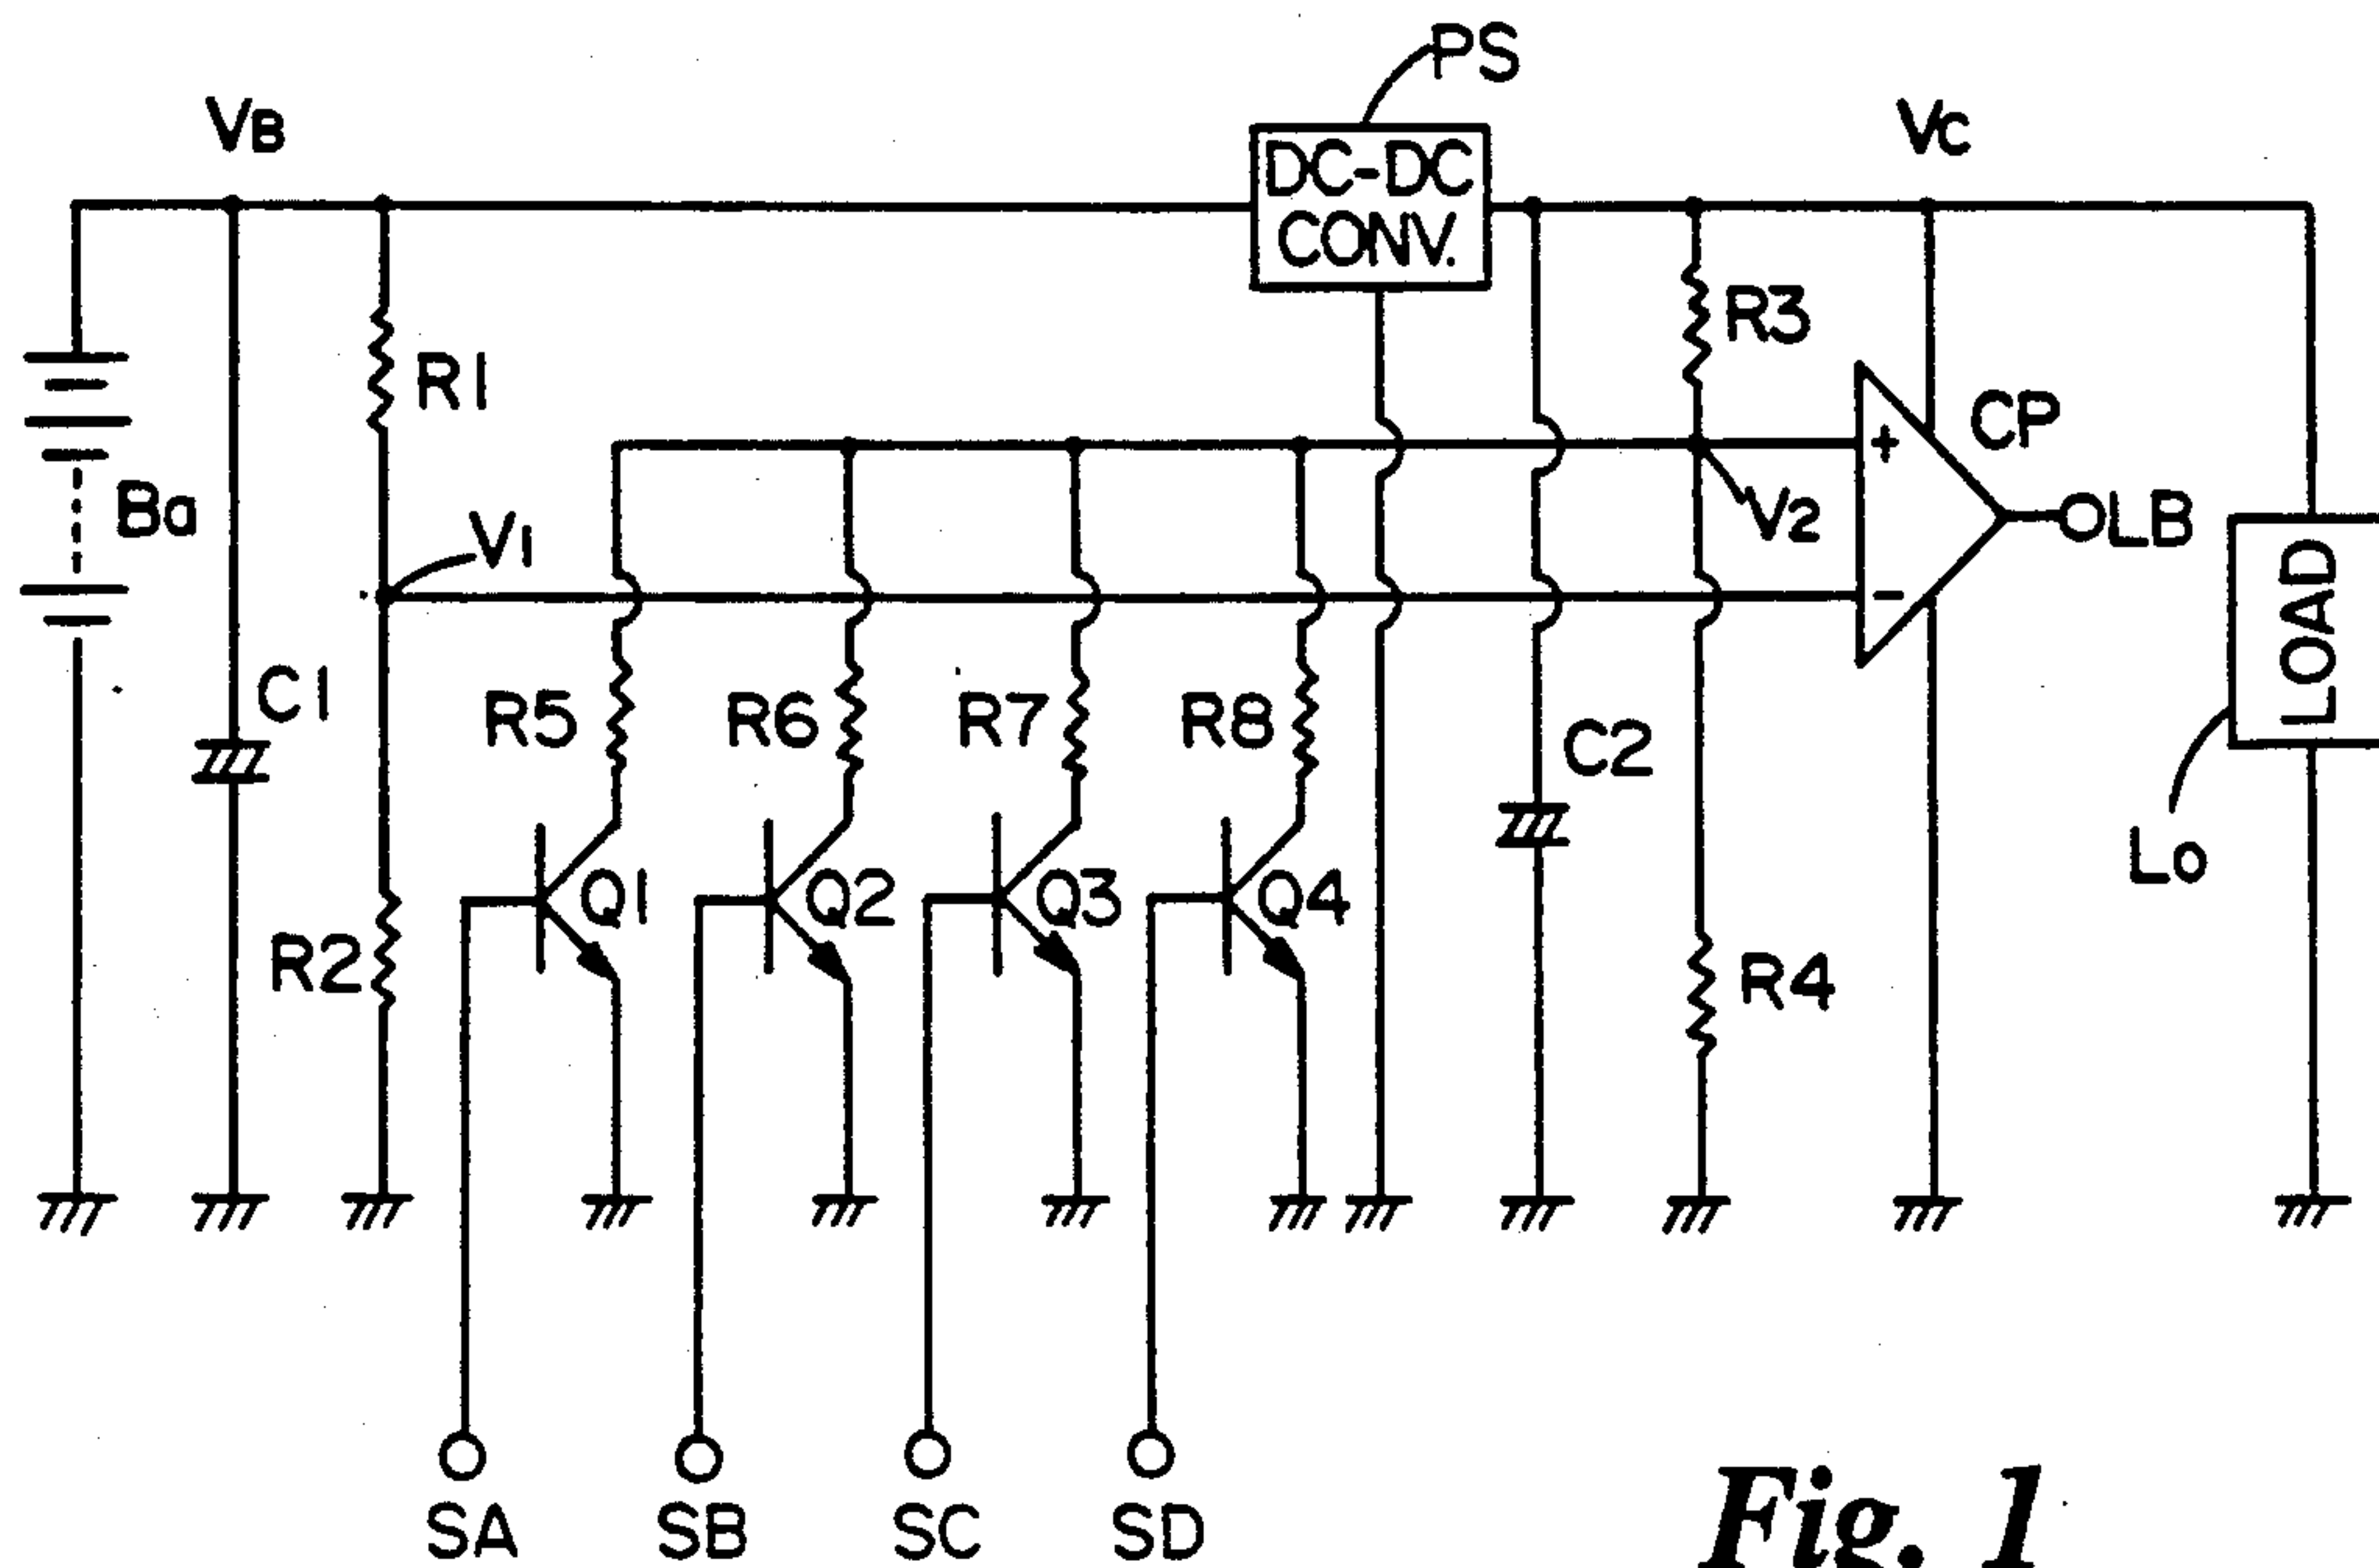 PS
VB
DC-DC
CONV.
VC
R1
R3
CP
+
Ba
V1
V2
OLB
LOAD
−
C1
R5
R6
R7
R8
C2
Lo
Q1
Q2
Q3
Q4
R2
R4
SA
SB
SC
SD
Fig. 1